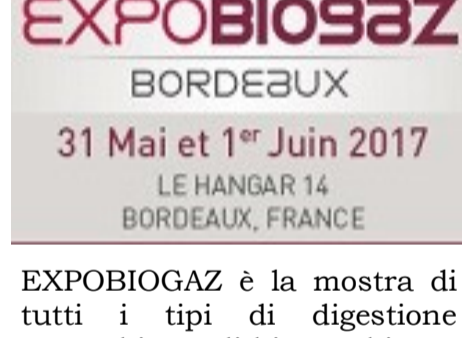 EXPOBIOGAZ
BORDEAUX
31 Mai et 1er Juin 2017
LE HANGAR 14
BORDEAUX, FRANCE
EXPOBIOGAZ è la mostra di
tutti i tipi di digestione